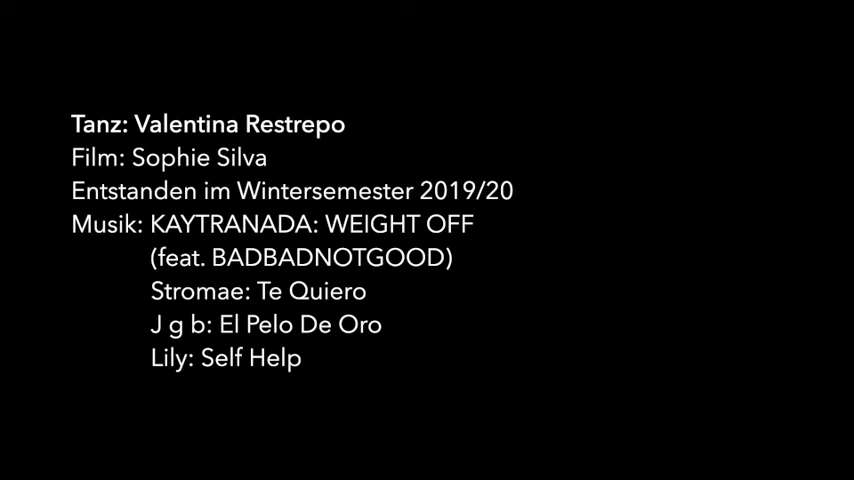 Tanz: Valentina Restrepo
Film: Sophie Silva
Entstanden im Wintersemester 2019/20
Musik: KAYTRANADA: WEIGHT OFF
(feat. BADBADNOTGOOD)
Stromae: Te Quiero
J g b: El Pelo De Oro
Lily: Self Help